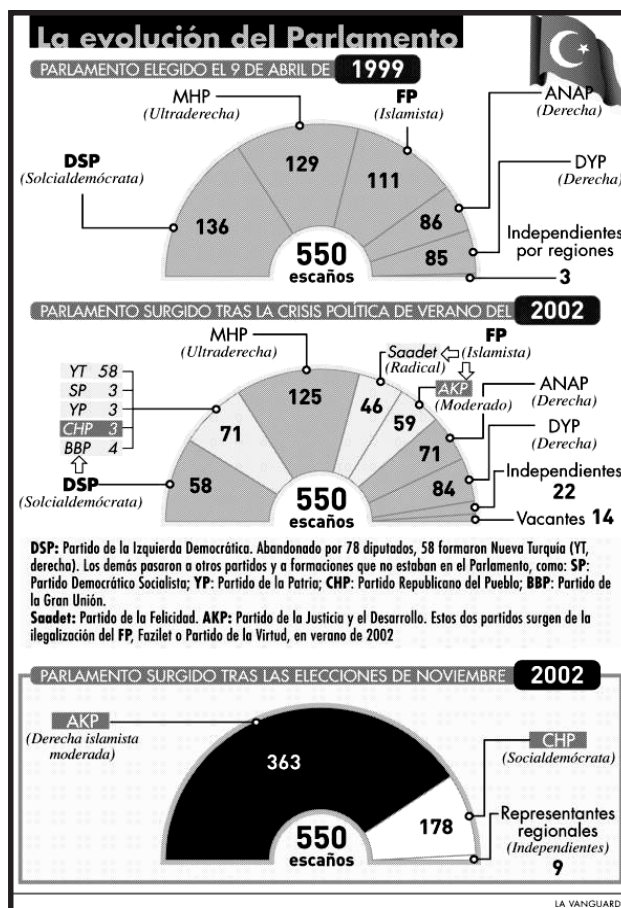 La evolución del Parlamento
PARLAMENTO ELEGIDO EL 9 DE ABRIL DE 1999
MHP
(Ultraderecha)
FP
(Islamista)
ANAP
(Derecha)
DSP
(Solcialdemócrata)
DYP
(Derecha)
129
111
136
86
85
Independientes
por regiones
3
550
escaños
PARLAMENTO SURGIDO TRAS LA CRISIS POLÍTICA DE VERANO DEL 2002
MHP
(Ultraderecha)
FP
Saadet (Islamista)
(Radical)
AKP
(Moderado)
YT 58
SP 3
YP 3
CHP 3
BBP 4
DSP
(Solcialdemócrata)
ANAP
(Derecha)
DYP
(Derecha)
Independientes
22
Vacantes 14
125
46
59
71
71
58
84
550
escaños
DSP: Partido de la Izquierda Democrática. Abandonado por 78 diputados, 58 formaron Nueva Turquía (YT,
derecha). Los demás pasaron a otros partidos y a formaciones que no estaban en el Parlamento, como: SP:
Partido Democrático Socialista; YP: Partido de la Patria; CHP: Partido Republicano del Pueblo; BBP: Partido de
la Gran Unión.
Saadet: Partido de la Felicidad. AKP: Partido de la Justicia y el Desarrollo. Estos dos partidos surgen de la
ilegalización del FP, Fazilet o Partido de la Virtud, en verano de 2002
PARLAMENTO SURGIDO TRAS LAS ELECCIONES DE NOVIEMBRE 2002
AKP
(Derecha islamista
moderada)
363
CHP
(Socialdemócrata)
178
Representantes
regionales
(Independientes)
9
550
escaños
LA VANGUARD